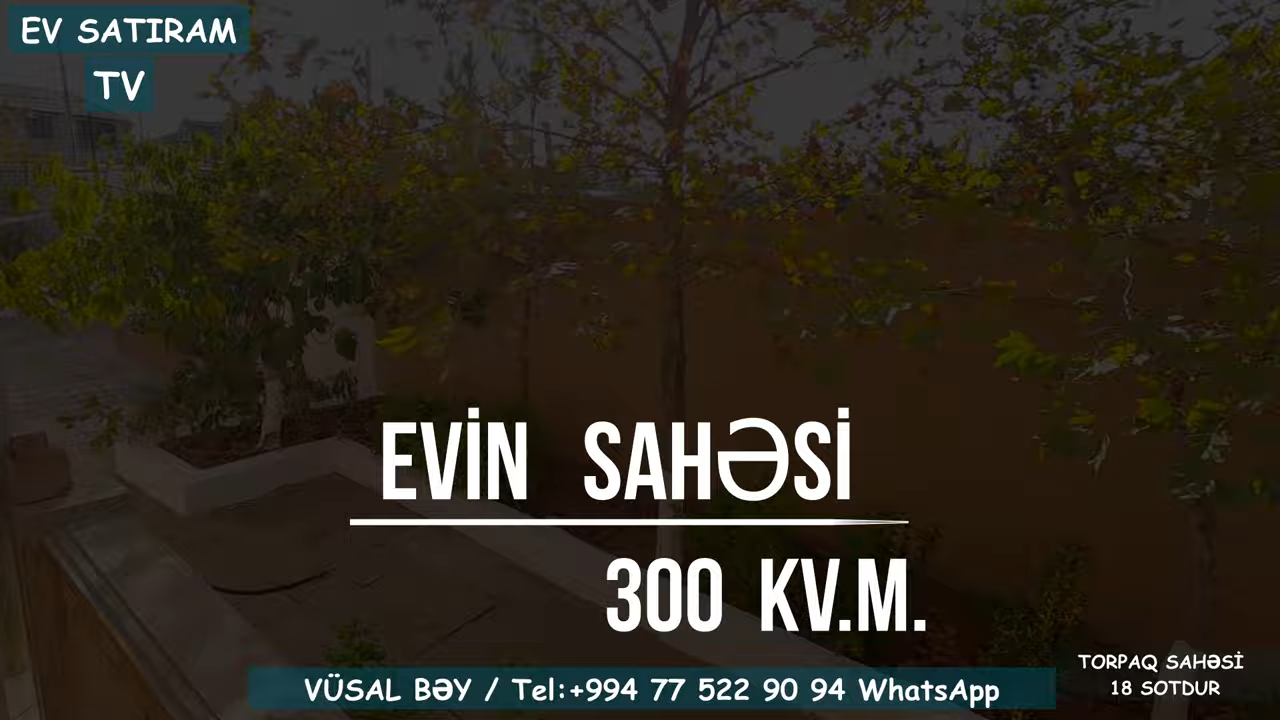 EV SATIRAM
TV
EVİN SAHƏSİ
300 KV.M.
TORPAQ SAHƏSİ
18 SOTDUR
VÜSAL BƏY / Tel:+994 77 522 90 94 WhatsApp